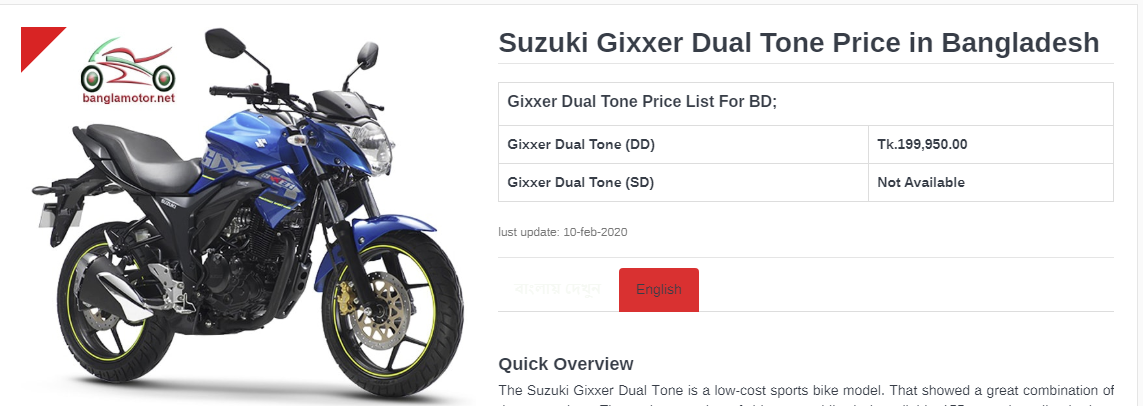 banglamotor.net
SUZUKI
Suzuki Gixxer Dual Tone Price in Bangladesh
Gixxer Dual Tone Price List For BD;
Gixxer Dual Tone (DD) Tk.199,950.00
Gixxer Dual Tone (SD) Not Available
last update: 10-feb-2020
বাংলায় দেখুন English
Quick Overview
The Suzuki Gixxer Dual Tone is a low-cost sports bike model. That showed a great combination of